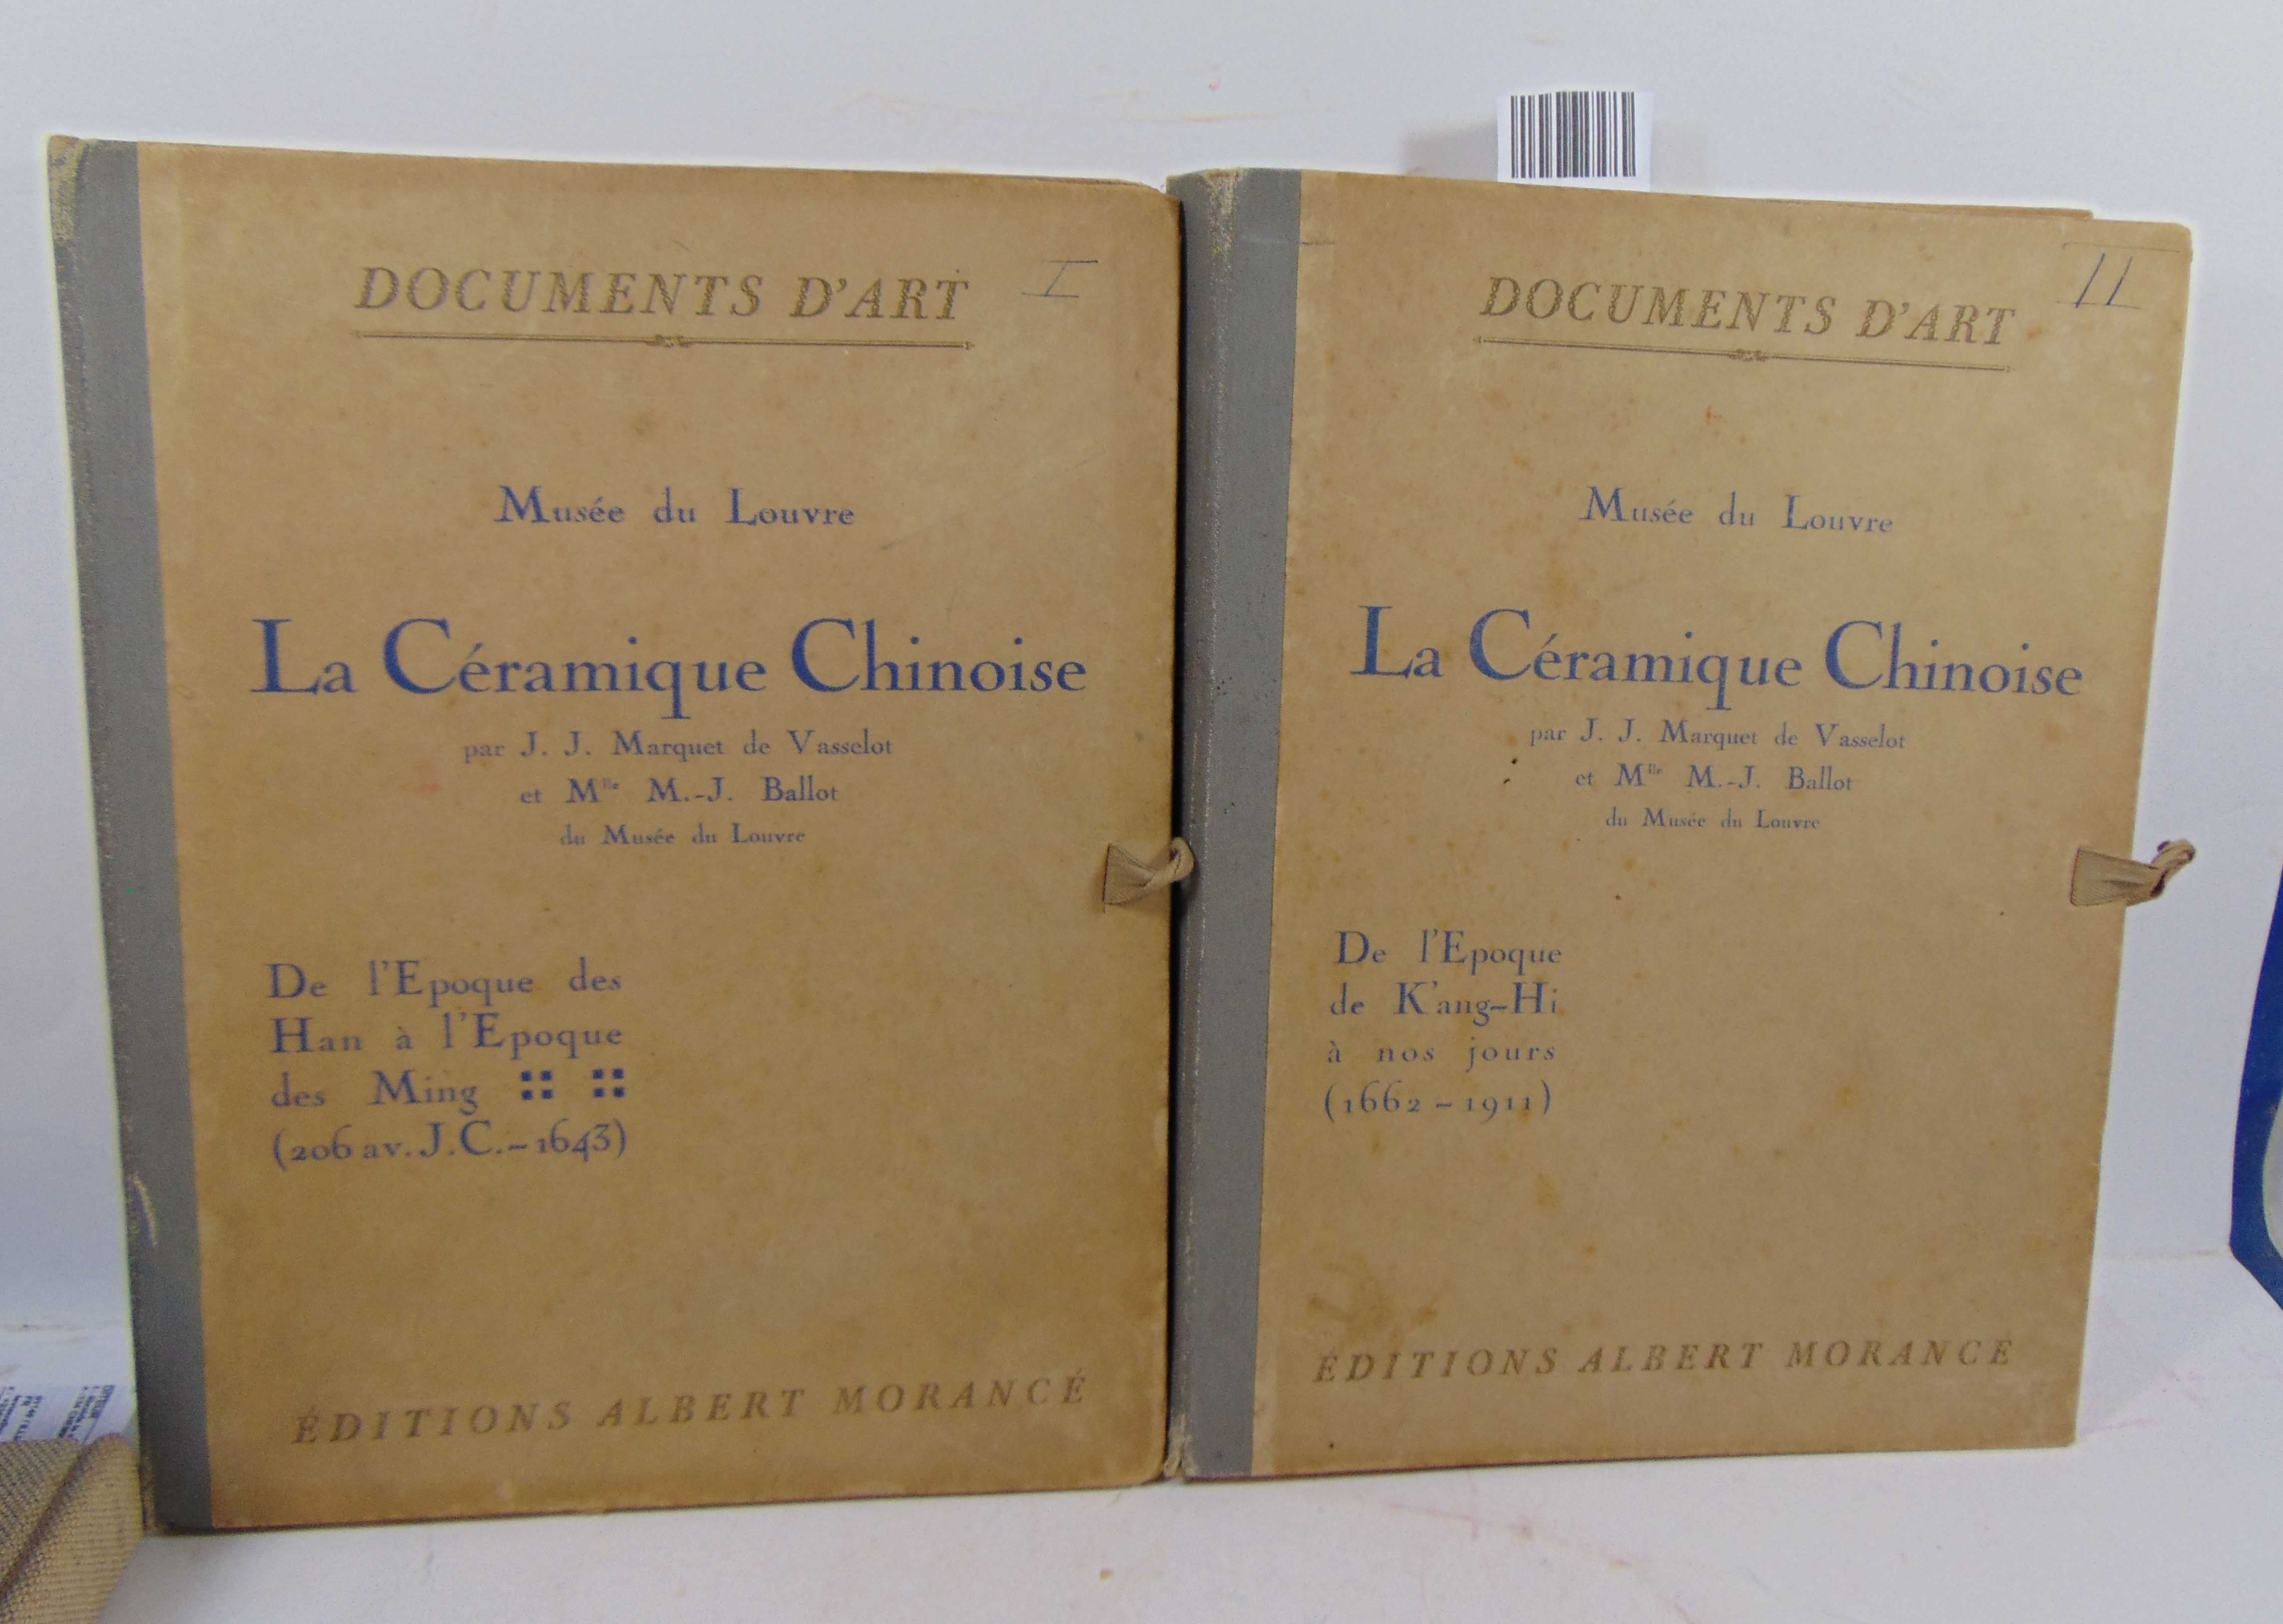 DOCUMENTS D'ART
I
Musée du Louvre
La Céramique Chinoise
par J. J. Marquet de Vasselot
et Mlle M.-J. Ballot
du Musée du Louvre
De l'Epoque des
Han à l'Epoque
des Ming
(206 av. J.C.-1643)
ÉDITIONS ALBERT MORANCÉ
DOCUMENTS D'ART
II
Musée du Louvre
La Céramique Chinoise
par J. J. Marquet de Vasselot
et Mlle M.-J. Ballot
du Musée du Louvre
De l'Epoque
de K'ang-Hi
à nos jours
(1662-1911)
ÉDITIONS ALBERT MORANCÉ